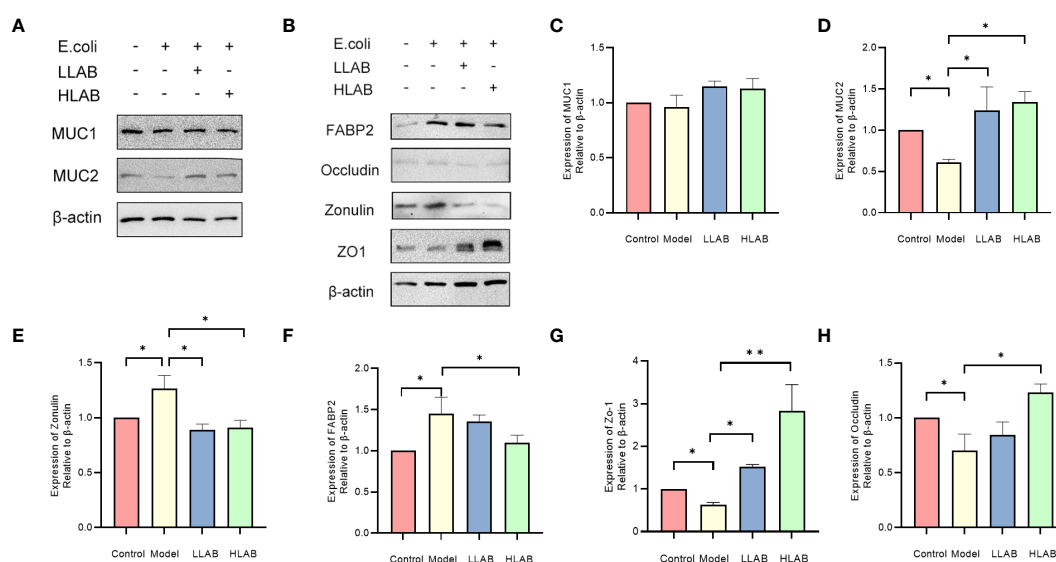 A
E.coli - + + +
LLAB - - + -
HLAB - - - +
MUC1
MUC2
β-actin
B
E.coli - + + +
LLAB - - + -
HLAB - - - +
FABP2
Occludin
Zonulin
ZO1
β-actin
C
Expression of MUC1
Relative to β-actin
1.5
1.0
0.5
0.0
Control Model LLAB HLAB
D
Expression of MUC2
Relative to β-actin
2.0
1.5
1.0
0.5
0.0
* * *
Control Model LLAB HLAB
E
Expression of Zonulin
Relative to β-actin
1.5
1.0
0.5
0.0
* * *
Control Model LLAB HLAB
F
Expression of FABP2
Relative to β-actin
2.0
1.5
1.0
0.5
0.0
* *
Control Model LLAB HLAB
G
Expression of Zo-1
Relative to β-actin
4
3
2
1
0
* * **
Control Model LLAB HLAB
H
Expression of Occludin
Relative to β-actin
1.5
1.0
0.5
0.0
* *
Control Model LLAB HLAB